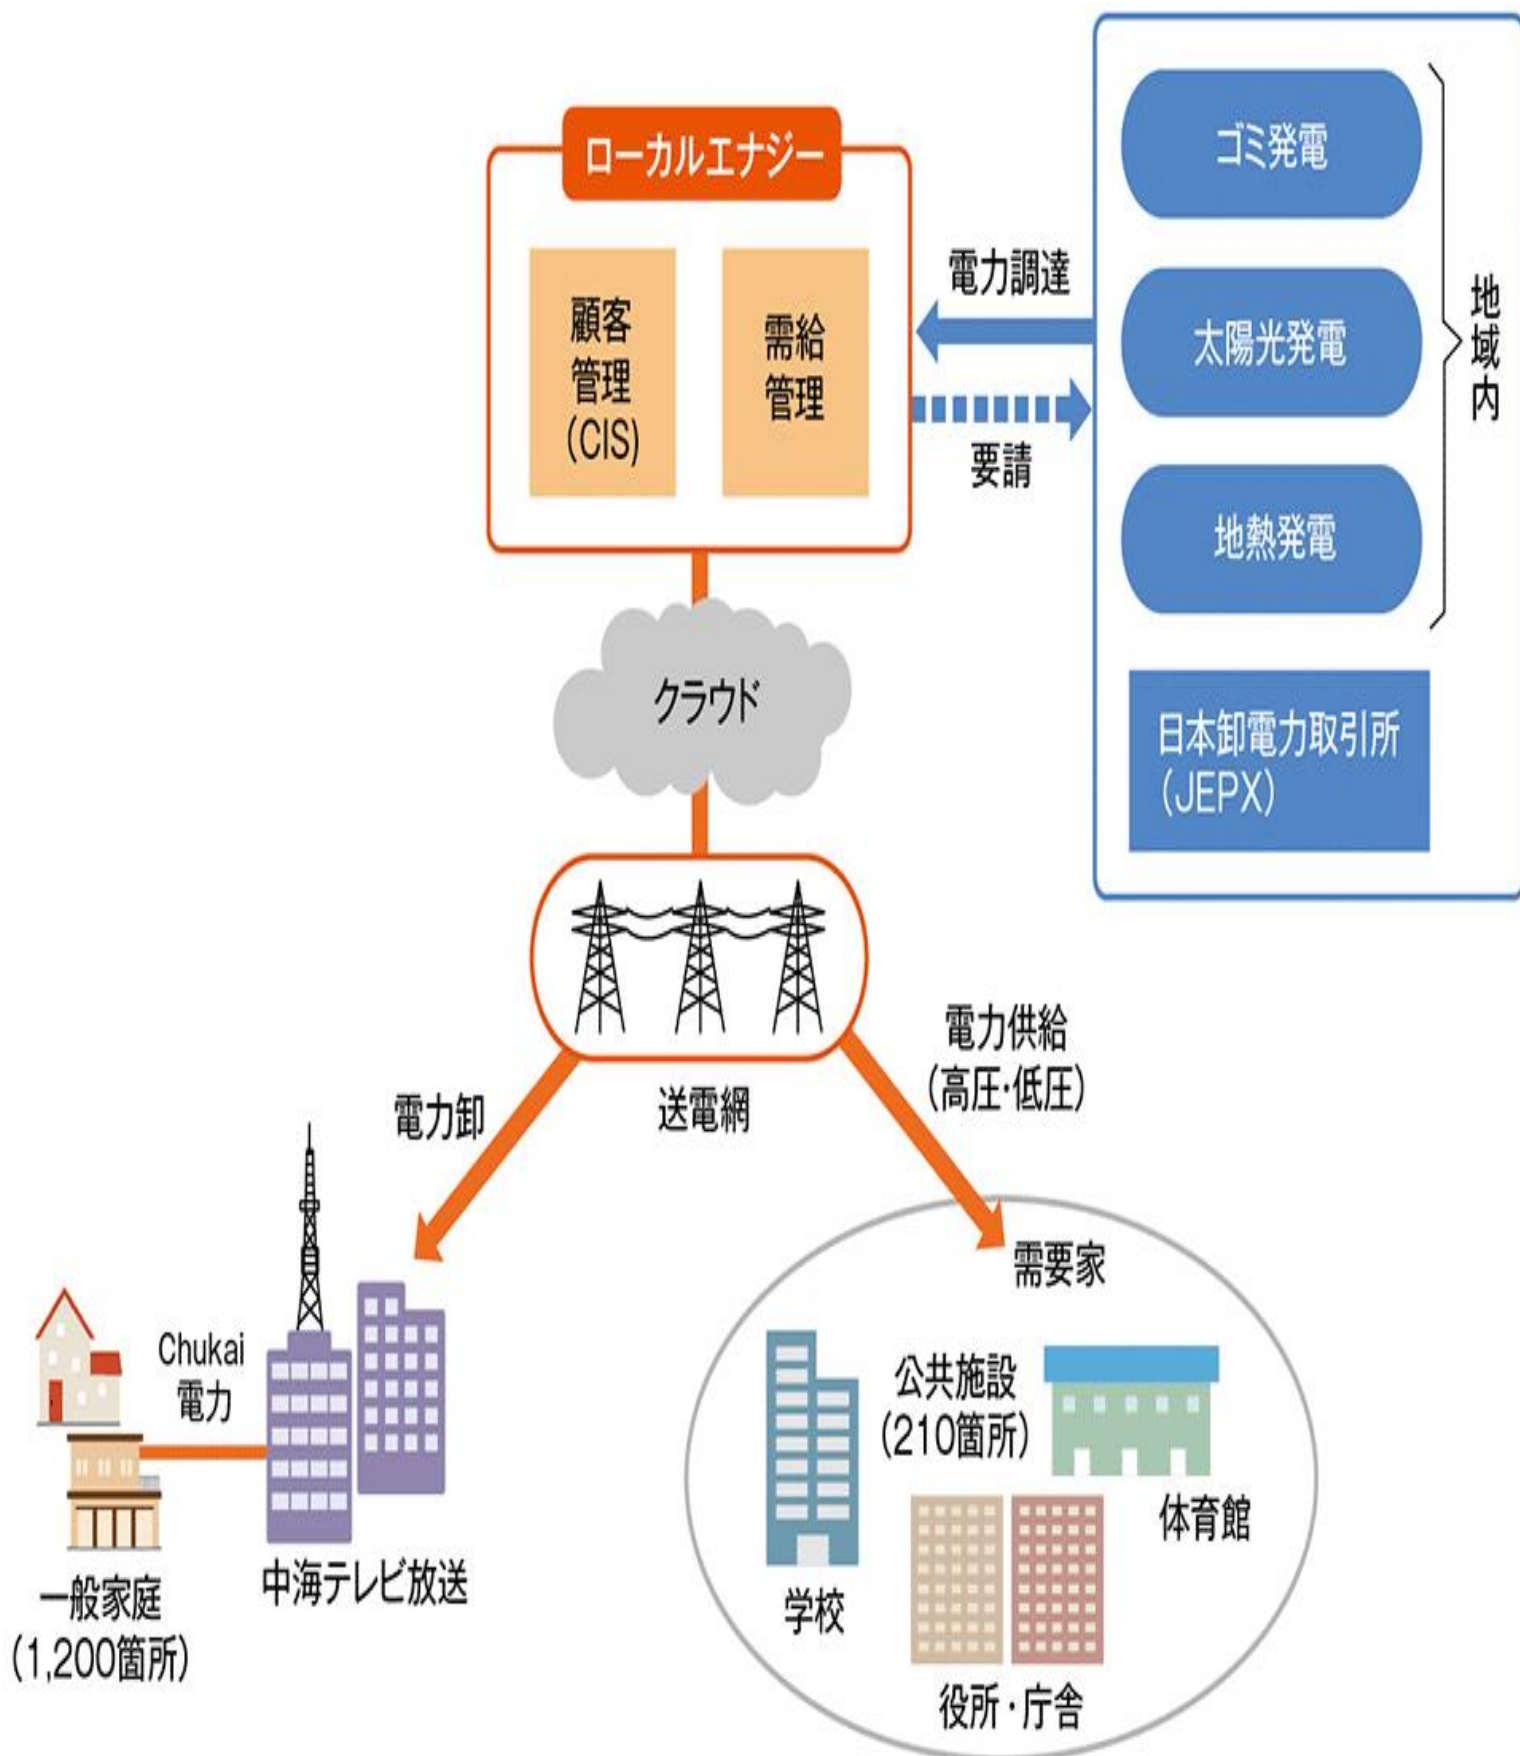 ローカルエナジー
顧客
管理
(CIS)
需給
管理
電力調達
要請
ゴミ発電
太陽光発電
地熱発電
地域内
日本卸電力取引所
(JEPX)
クラウド
送電網
電力卸
電力供給
(高圧・低圧)
需要家
Chukai
電力
公共施設
(210箇所)
体育館
学校
役所・庁舎
中海テレビ放送
一般家庭
(1,200箇所)